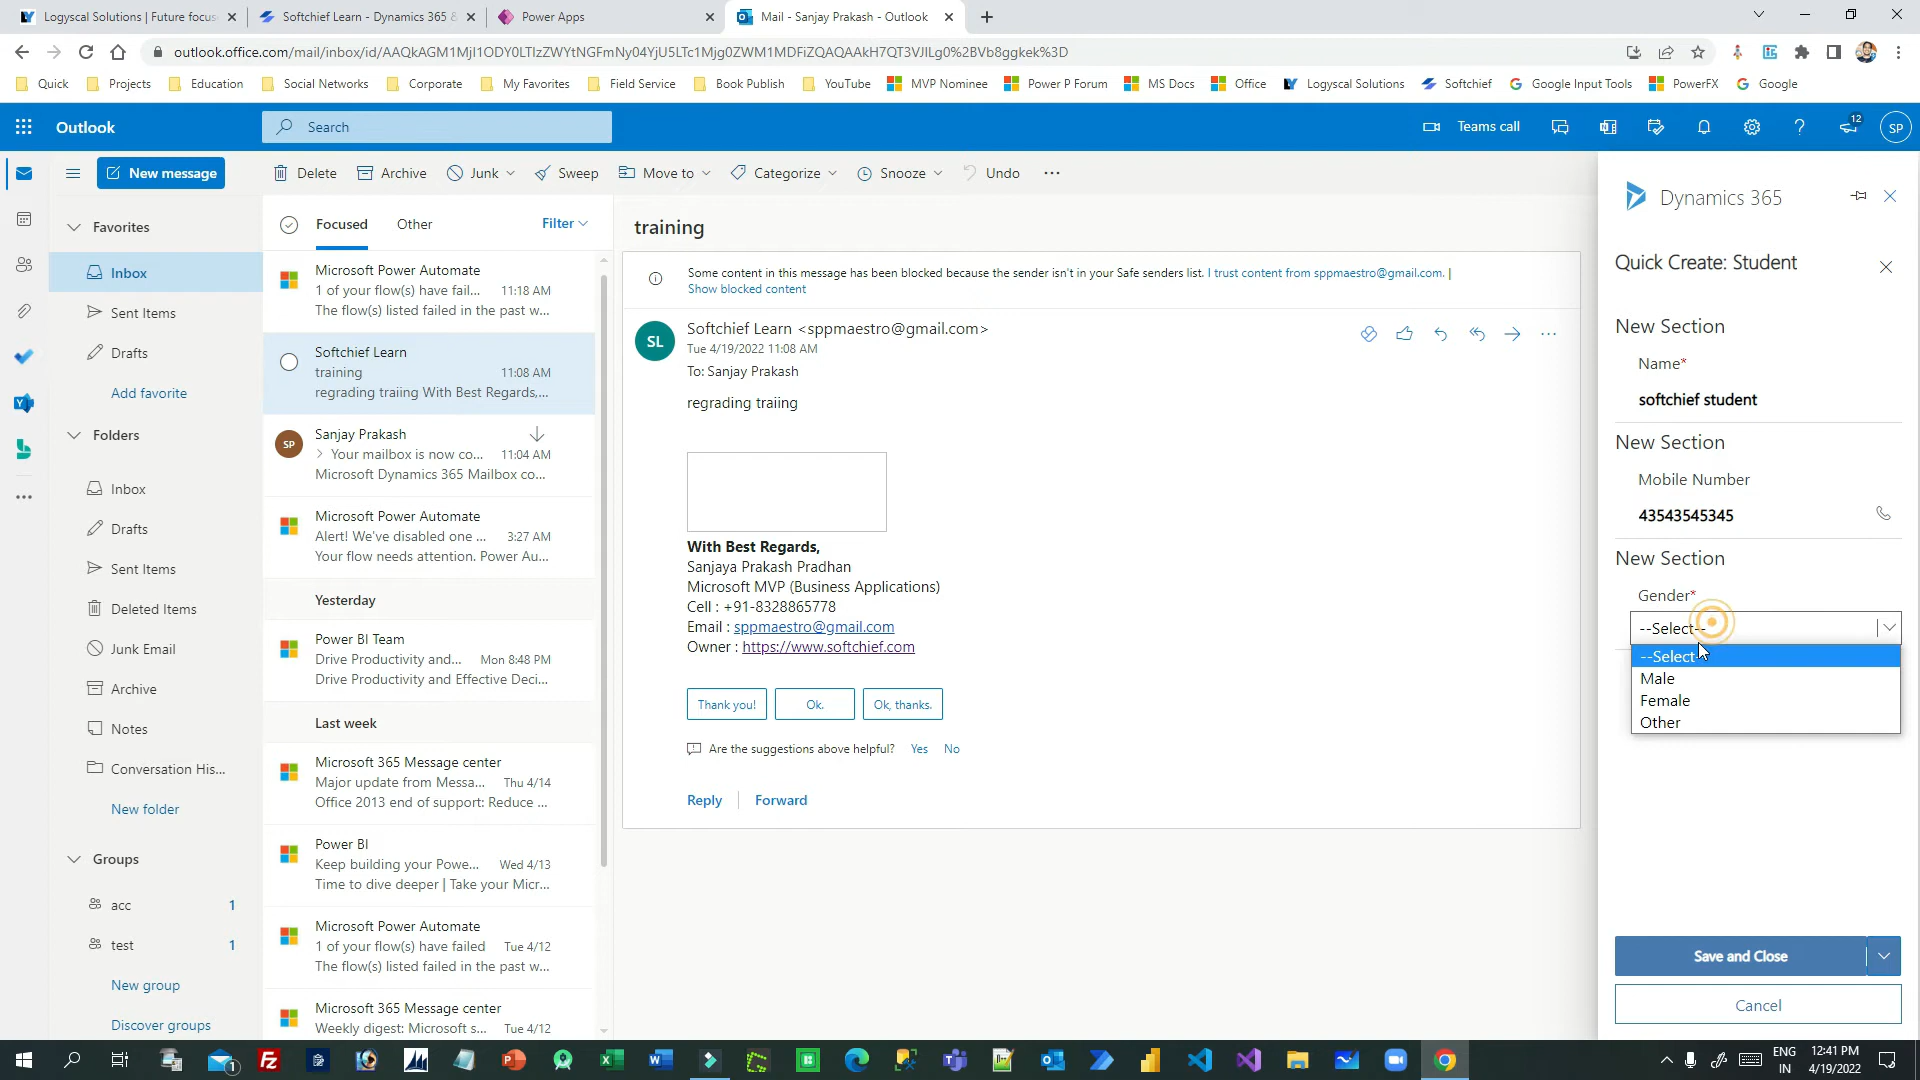 Logyscal Solutions | Future focus
Softchief Learn - Dynamics 365 &
Power Apps
Mail - Sanjay Prakash - Outlook
outlook.office.com/mail/inbox/id/AAQkAGM1MjI1ODY0LTIzZWYtNGFmNy04YjU5LTc1Mjg0ZWM1MDFiZQAQAAkH7QT3VJlLg0%2BVb8ggkek%3D
Quick
Projects
Education
Social Networks
Corporate
My Favorites
Field Service
Book Publish
YouTube
MVP Nominee
Power P Forum
MS Docs
Office
Logyscal Solutions
Softchief
Google Input Tools
PowerFX
Google
Outlook
Search
Teams call
12
SP
New message
Delete
Archive
Junk
Sweep
Move to
Categorize
Snooze
Undo
Favorites
Inbox
Sent Items
Drafts
Add favorite
Folders
Inbox
Drafts
Sent Items
Deleted Items
Junk Email
Archive
Notes
Conversation His...
New folder
Groups
acc 1
test 1
New group
Discover groups
Focused
Other
Filter
Microsoft Power Automate
1 of your flow(s) have fail... 11:18 AM
The flow(s) listed failed in the past w...
Softchief Learn
training 11:08 AM
regrading traiing With Best Regards,...
SP
Sanjay Prakash
Your mailbox is now co... 11:04 AM
Microsoft Dynamics 365 Mailbox co...
Microsoft Power Automate
Alert! We've disabled one ... 3:27 AM
Your flow needs attention. Power Au...
Yesterday
Power BI Team
Drive Productivity and... Mon 8:48 PM
Drive Productivity and Effective Deci...
Last week
Microsoft 365 Message center
Major update from Messa... Thu 4/14
Office 2013 end of support: Reduce ...
Power BI
Keep building your Powe... Wed 4/13
Time to dive deeper | Take your Micr...
Microsoft Power Automate
1 of your flow(s) have failed Tue 4/12
The flow(s) listed failed in the past w...
Microsoft 365 Message center
Weekly digest: Microsoft s... Tue 4/12
training
Some content in this message has been blocked because the sender isn't in your Safe senders list. I trust content from sppmaestro@gmail.com. |
Show blocked content
SL
Softchief Learn <sppmaestro@gmail.com>
Tue 4/19/2022 11:08 AM
To: Sanjay Prakash
regrading traiing
With Best Regards,
Sanjaya Prakash Pradhan
Microsoft MVP (Business Applications)
Cell : +91-8328865778
Email : sppmaestro@gmail.com
Owner : https://www.softchief.com
Thank you!
Ok.
Ok, thanks.
Are the suggestions above helpful? Yes No
Reply
Forward
Dynamics 365
Quick Create: Student
New Section
Name*
softchief student
New Section
Mobile Number
43543545345
New Section
Gender*
--Select--
--Select
Male
Female
Other
Save and Close
Cancel
1
ENG
IN
12:41 PM
4/19/2022